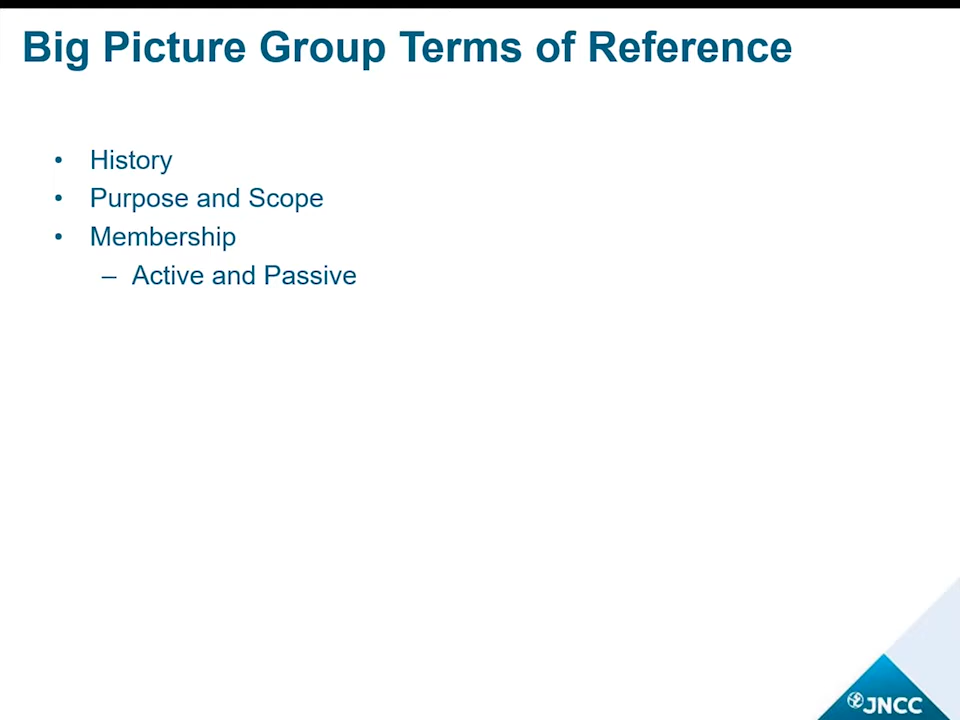 Big Picture Group Terms of Reference
• History
• Purpose and Scope
• Membership
– Active and Passive
JNCC